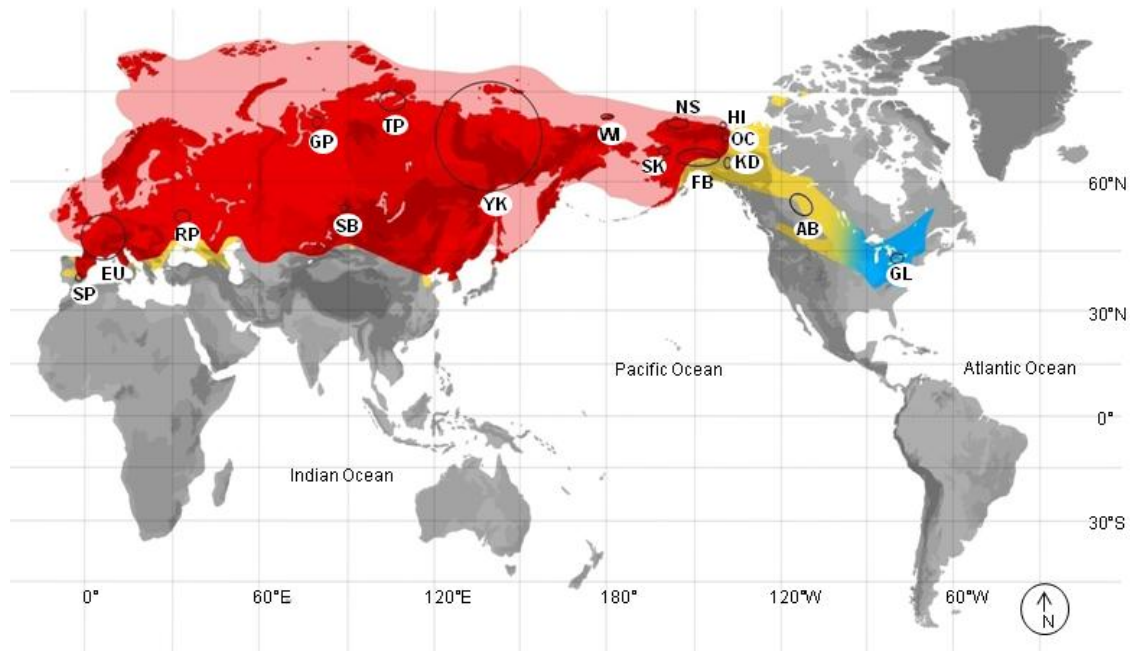 NS
HI
TP
GP
WI
OC
SK
KD
FB
60°N
YK
AB
RP
SB
EU
GL
SP
30°N
Pacific Ocean
Atlantic Ocean
0°
Indian Ocean
30°S
0°
60°E
120°E
180°
120°W
60°W
N